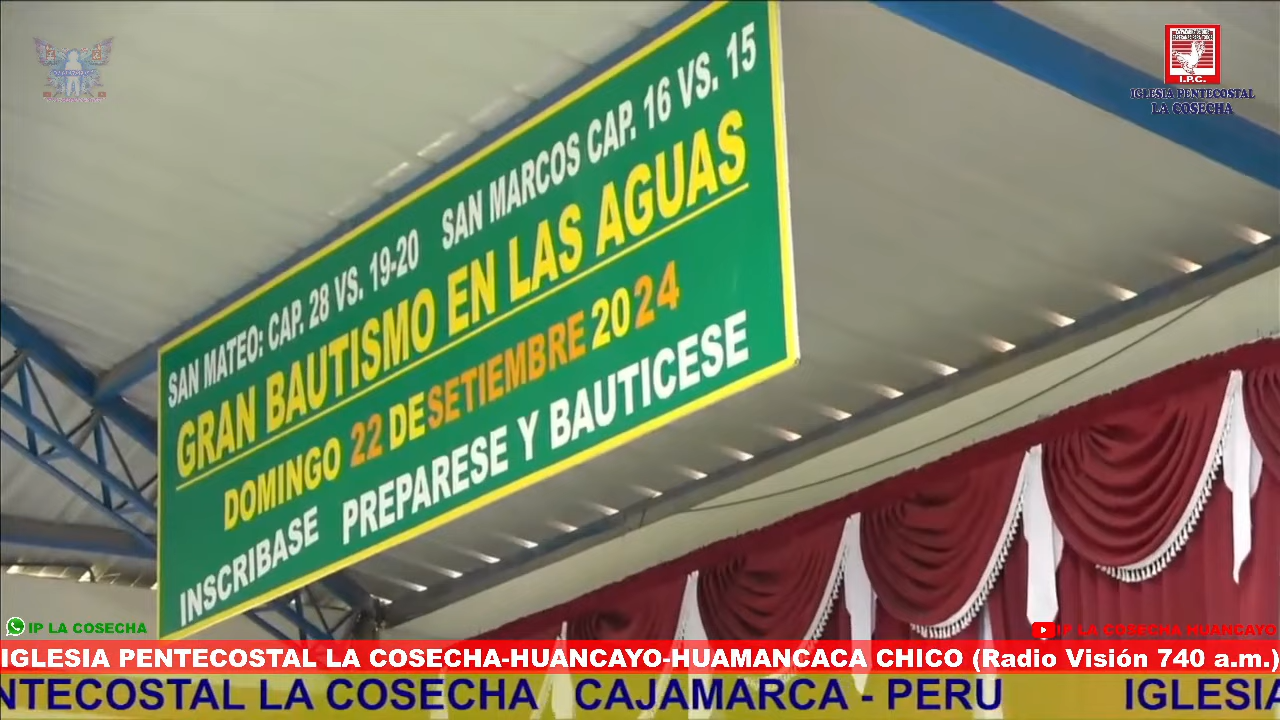 I.P.C.
IGLESIA PENTECOSTAL
LA COSECHA
SAN MATEO: CAP. 28 VS. 19-20 SAN MARCOS CAP. 16 VS. 15
GRAN BAUTISMO EN LAS AGUAS
DOMINGO 22 DE SETIEMBRE 2024
INSCRIBASE PREPARESE Y BAUTICESE
IP LA COSECHA
IP LA COSECHA HUANCAYO
IGLESIA PENTECOSTAL LA COSECHA-HUANCAYO-HUAMANCACA CHICO (Radio Visión 740 a.m.)
NTECOSTAL LA COSECHA CAJAMARCA - PERU IGLESIA